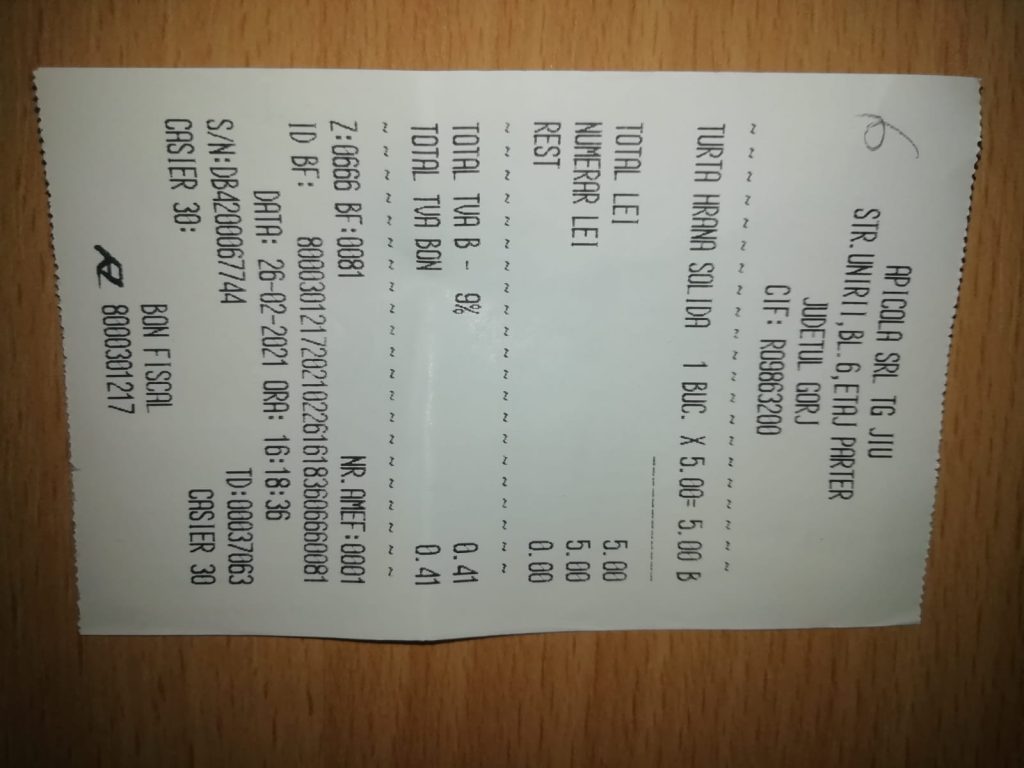 6
APICOLA SRL TG JIU
STR.UNIRII,BL.6,ETAJ PARTER
JUDETUL GORJ
CIF: RO9863200
~ ~ ~ ~ ~ ~ ~ ~ ~ ~ ~ ~ ~ ~ ~ ~ ~ ~ ~
TURTA HRANA SOLIDA 1 BUC. X 5.00= 5.00 B
----------
TOTAL LEI 5.00
NUMERAR LEI 5.00
REST 0.00
~ ~ ~ ~ ~ ~ ~ ~ ~ ~ ~ ~ ~ ~ ~ ~ ~ ~ ~
TOTAL TVA B - 9% 0.41
TOTAL TVA BON 0.41
~ ~ ~ ~ ~ ~ ~ ~ ~ ~ ~ ~ ~ ~ ~ ~ ~ ~ ~
Z:0666 BF:0081 NR.AMEF:0001
ID BF: 80003012172021022616183606660081
DATA: 26-02-2021 ORA: 16:18:36
S/N:DB4200067744 TD:00037063
CASIER 30: CASIER 30
BON FISCAL
8000301217